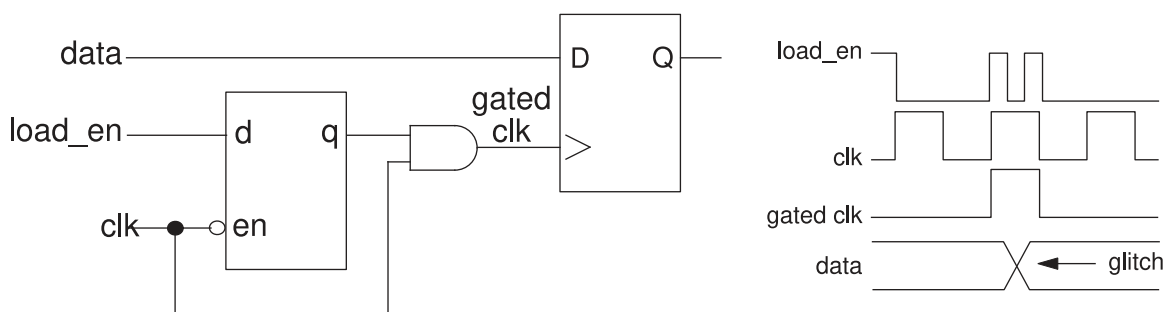 data
D
Q
gated
clk
load_en
d
q
clk
en
load_en
clk
gated clk
data
glitch